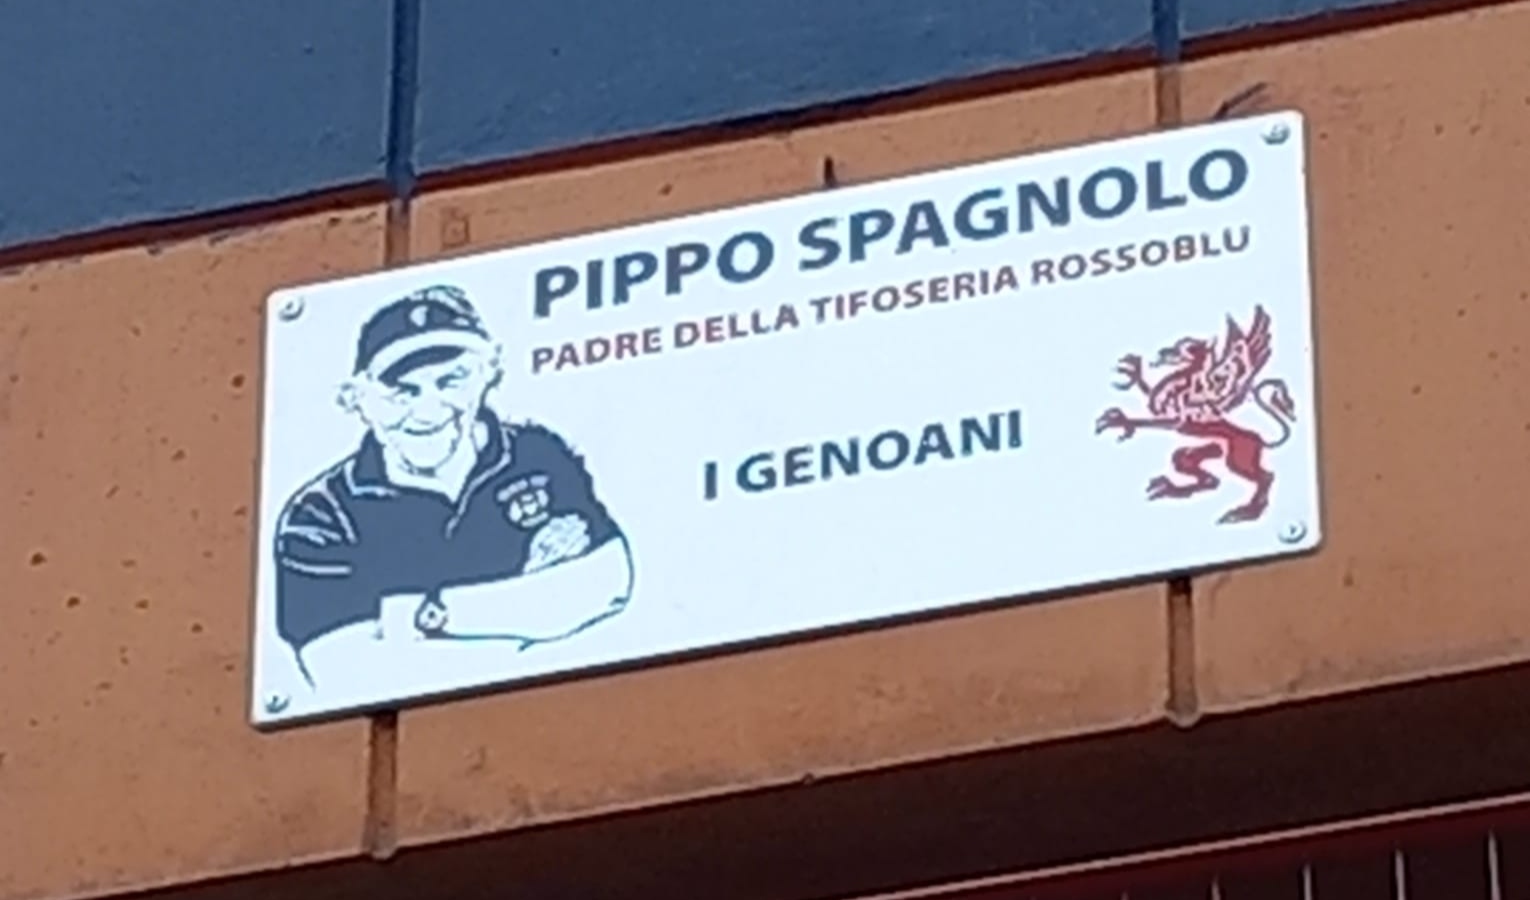 PIPPO SPAGNOLO
PADRE DELLA TIFOSERIA ROSSOBLU
I GENOANI